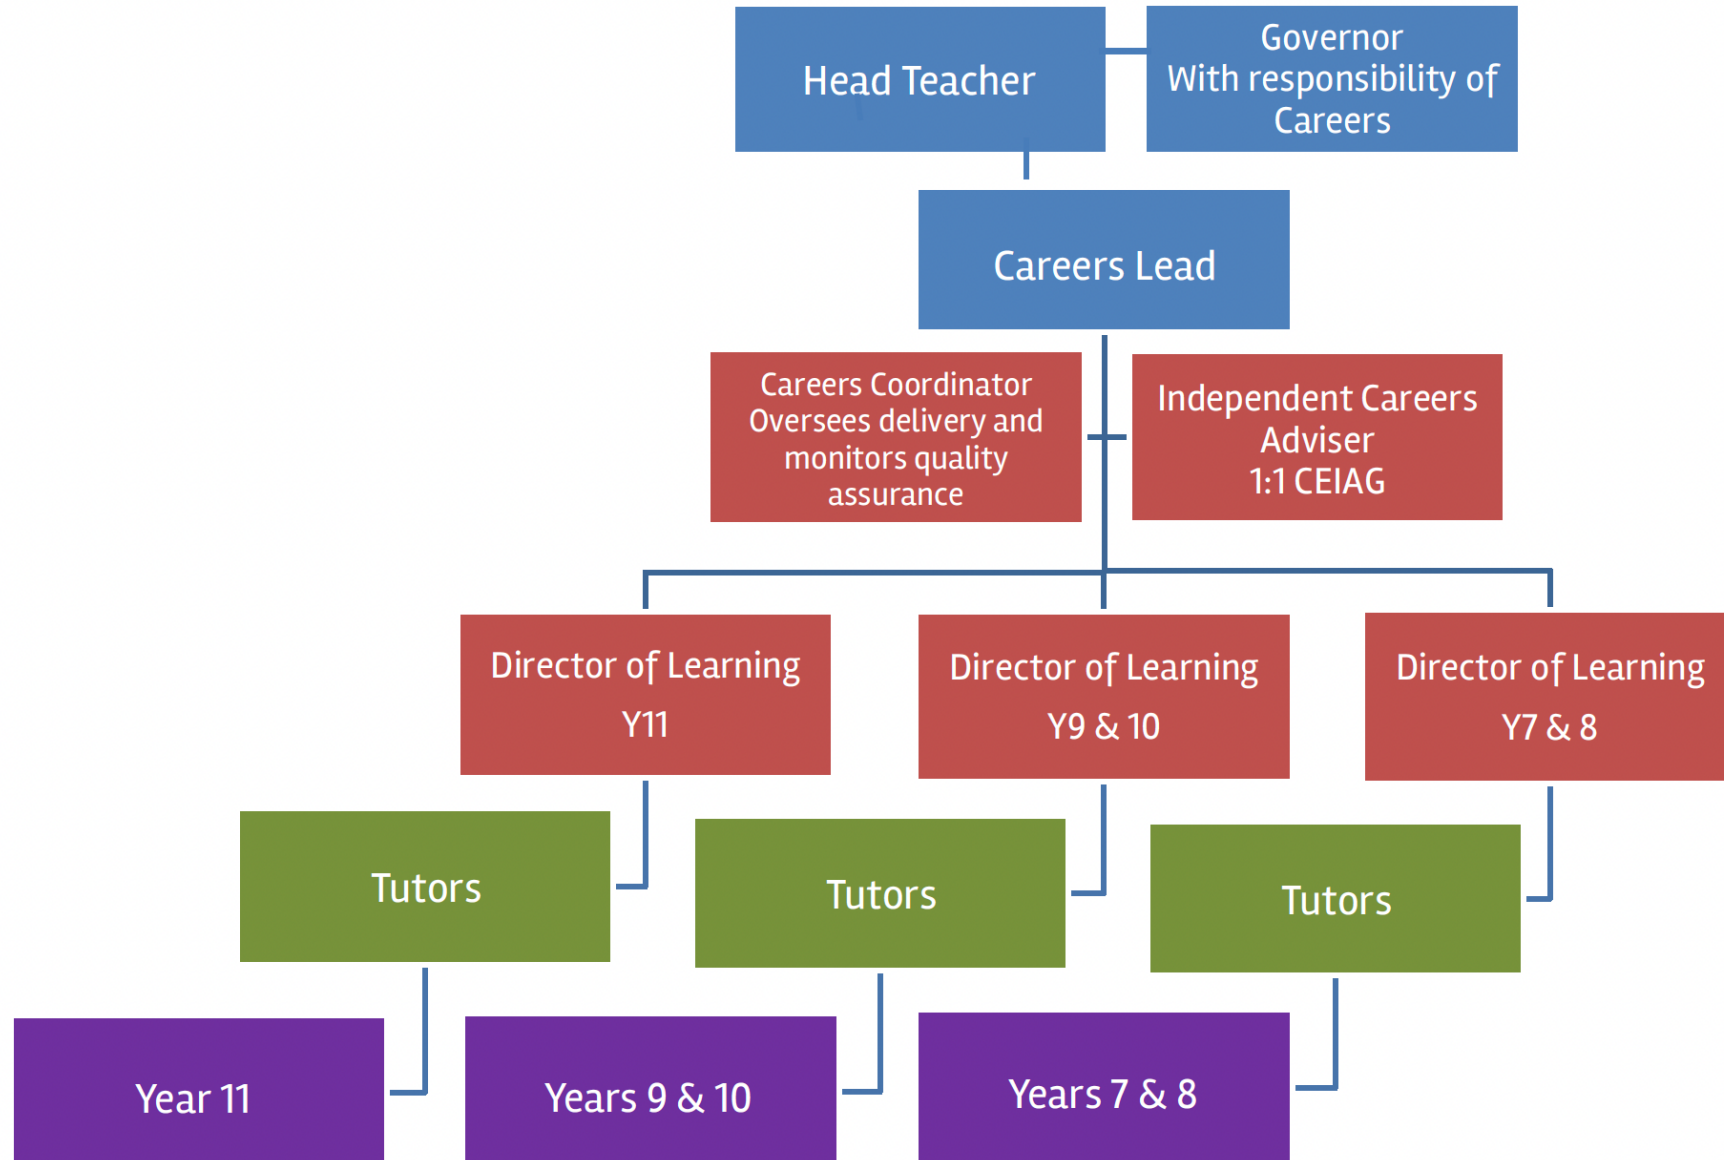 Head Teacher
Governor
With responsibility of
Careers
Careers Lead
Careers Coordinator
Oversees delivery and
monitors quality
assurance
Independent Careers
Adviser
1:1 CEIAG
Director of Learning
Y11
Director of Learning
Y9 & 10
Director of Learning
Y7 & 8
Tutors
Tutors
Tutors
Year 11
Years 9 & 10
Years 7 & 8